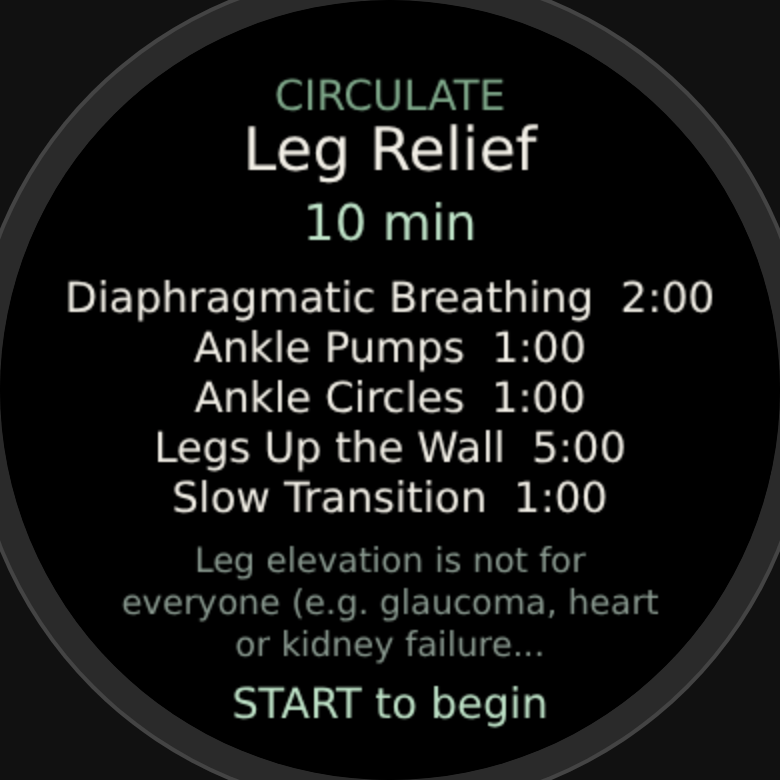 CIRCULATE
Leg Relief
10 min
Diaphragmatic Breathing 2:00
Ankle Pumps 1:00
Ankle Circles 1:00
Legs Up the Wall 5:00
Slow Transition 1:00
Leg elevation is not for
everyone (e.g. glaucoma, heart
or kidney failure...
START to begin